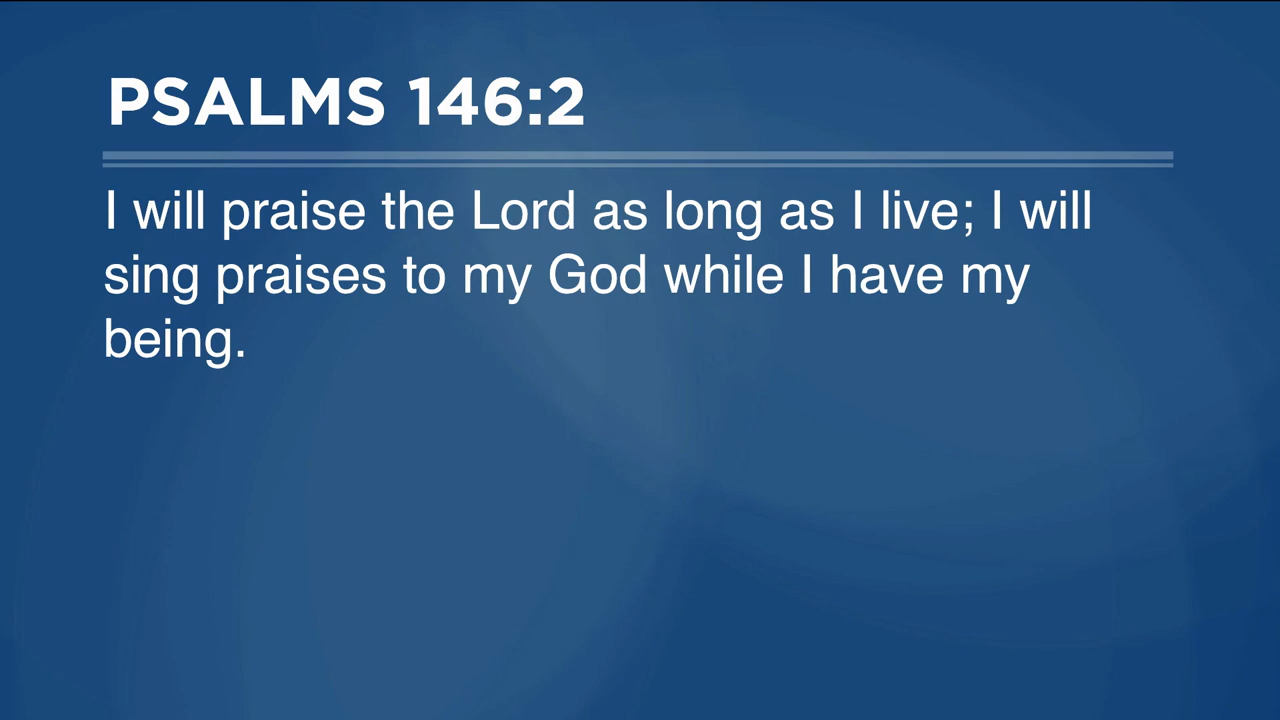 PSALMS 146:2
I will praise the Lord as long as I live; I will
sing praises to my God while I have my
being.